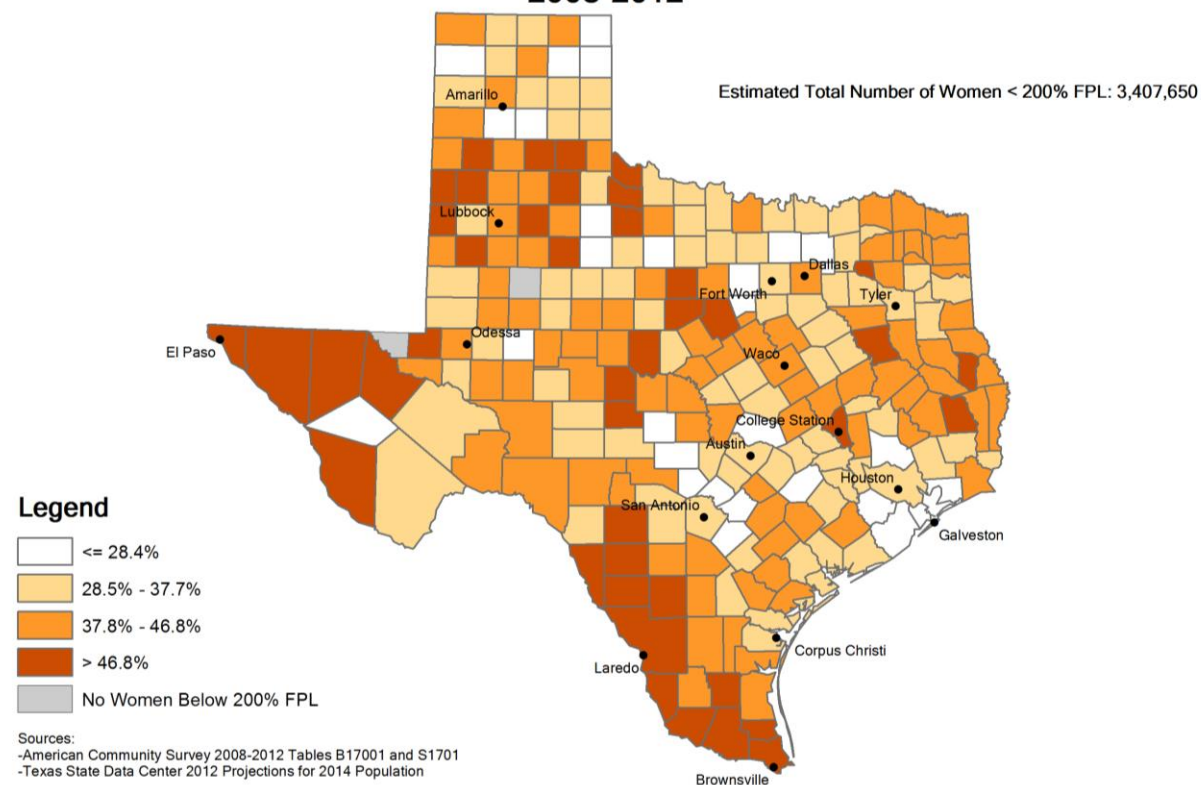 2008-2012
Estimated Total Number of Women < 200% FPL: 3,407,650
Amarillo
Lubbock
Dallas
Fort Worth
Tyler
Odessa
El Paso
Waco
College Station
Austin
Houston
San Antonio
Galveston
Corpus Christi
Laredo
Brownsville
Legend
<= 28.4%
28.5% - 37.7%
37.8% - 46.8%
> 46.8%
No Women Below 200% FPL
Sources:
-American Community Survey 2008-2012 Tables B17001 and S1701
-Texas State Data Center 2012 Projections for 2014 Population